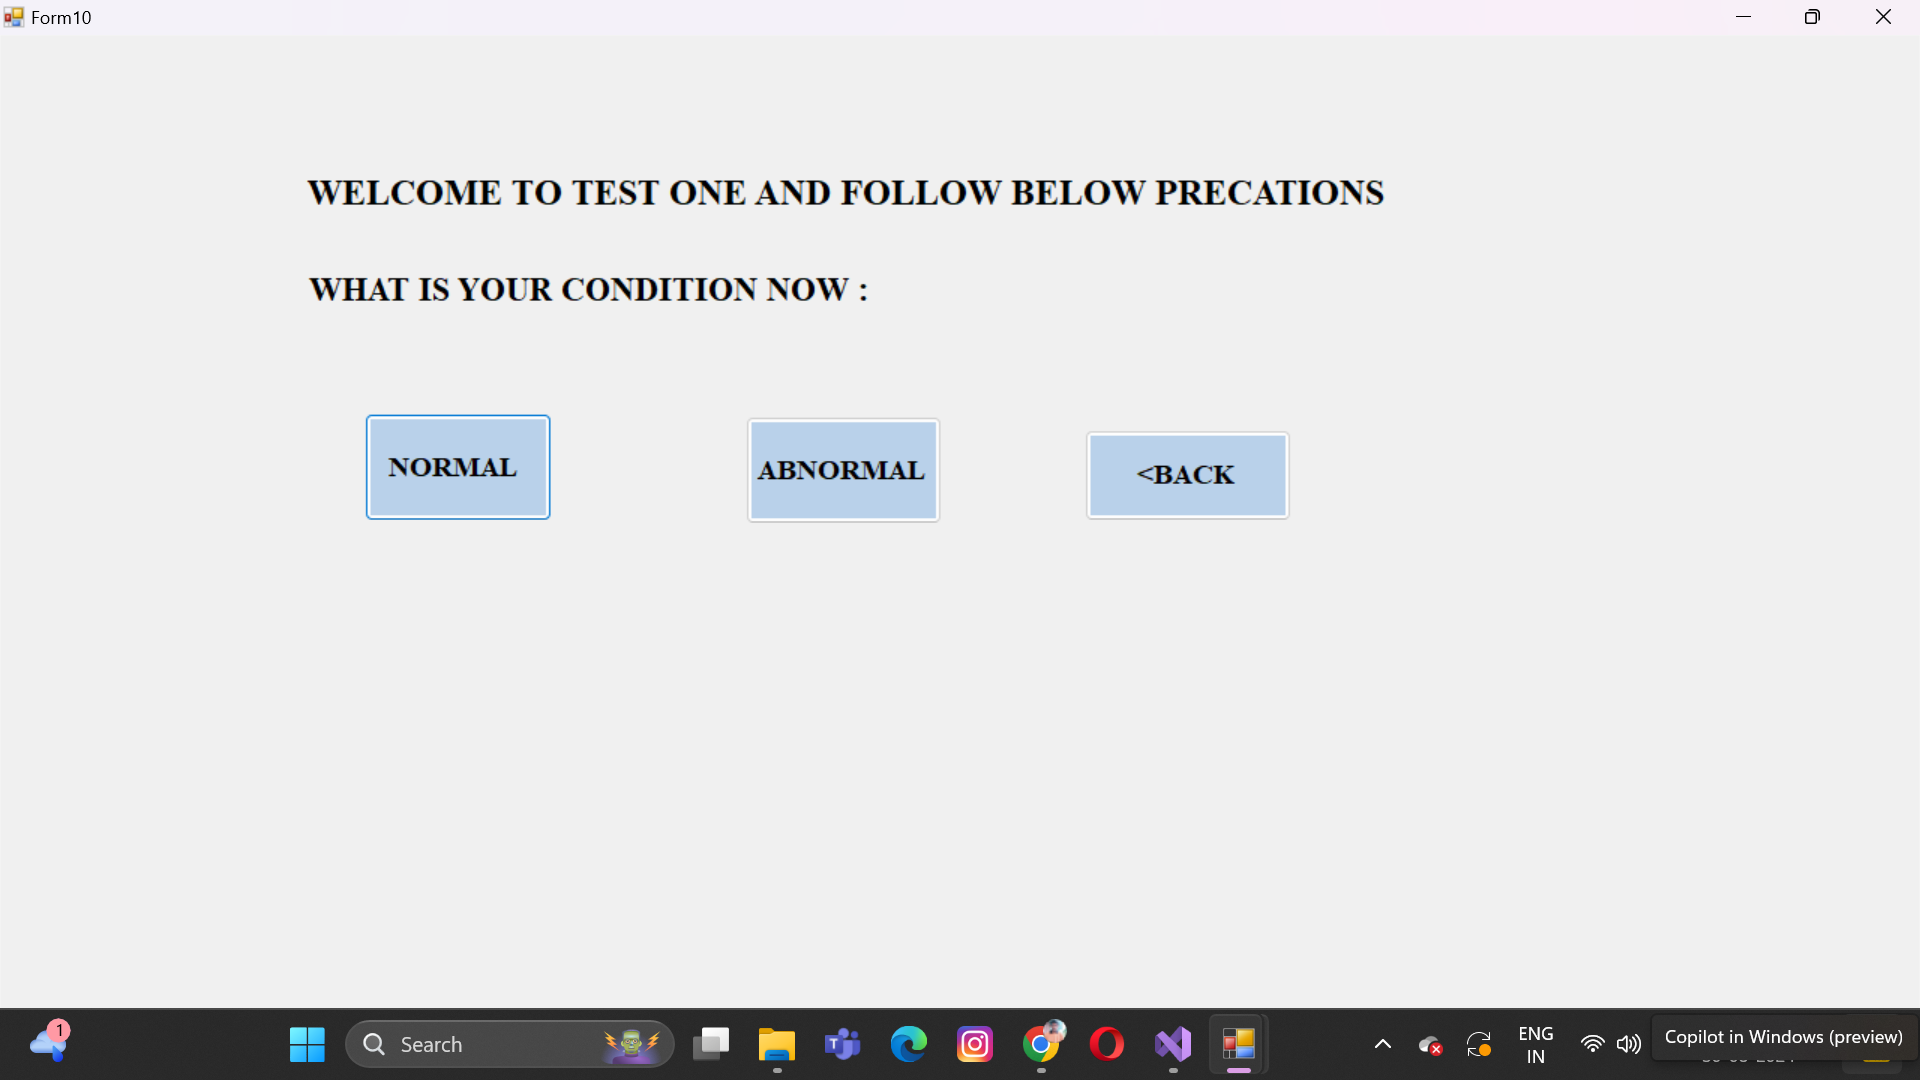 Form10
WELCOME TO TEST ONE AND FOLLOW BELOW PRECATIONS
WHAT IS YOUR CONDITION NOW :
NORMAL
ABNORMAL
<BACK
1
Search
ENG
IN
Copilot in Windows (preview)